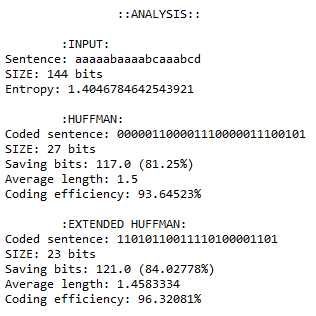 ::ANALYSIS::
:INPUT:
Sentence: aaaaabaaaabcaaabcd
SIZE: 144 bits
Entropy: 1.4046784642543921
:HUFFMAN:
Coded sentence: 000001100001110000011100101
SIZE: 27 bits
Saving bits: 117.0 (81.25%)
Average length: 1.5
Coding efficiency: 93.64523%
:EXTENDED HUFFMAN:
Coded sentence: 11010110011110100001101
SIZE: 23 bits
Saving bits: 121.0 (84.02778%)
Average length: 1.4583334
Coding efficiency: 96.32081%